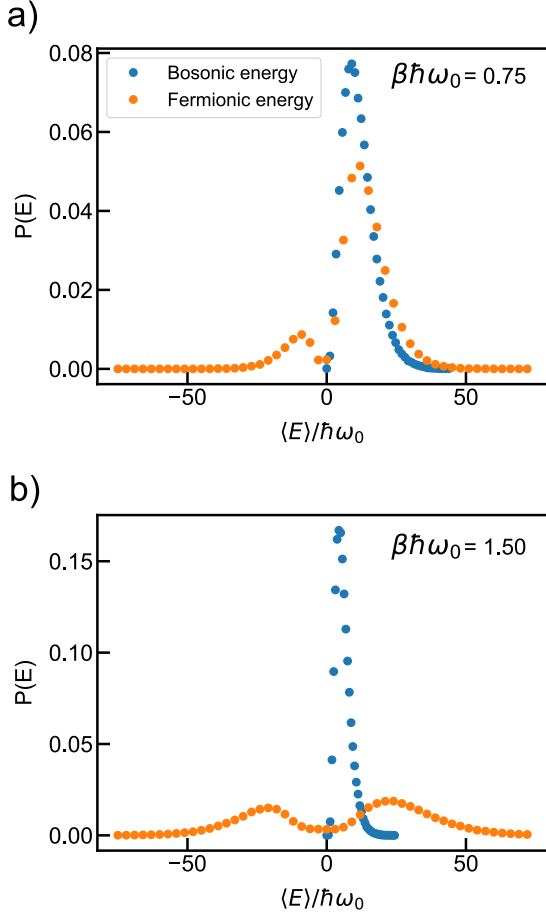 a)
0.08
0.06
0.04
0.02
0.00
P(E)
Bosonic energy
Fermionic energy
βℏω₀ = 0.75
−50
0
50
⟨E⟩/ℏω₀
b)
0.15
0.10
0.05
0.00
P(E)
βℏω₀ = 1.50
−50
0
50
⟨E⟩/ℏω₀